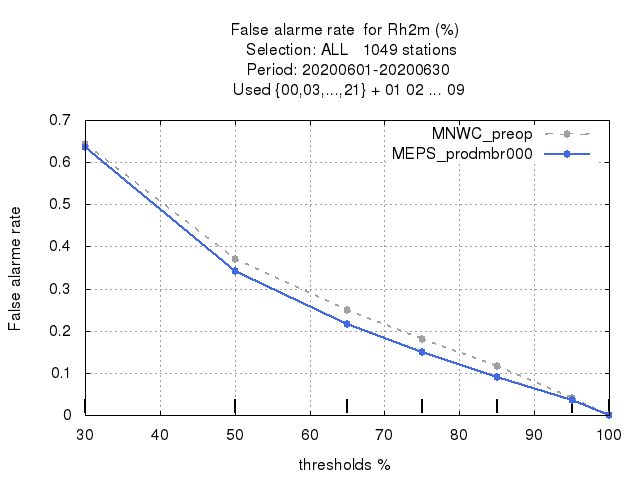 False alarme rate  for Rh2m (%)
Selection: ALL   1049 stations
Period: 20200601-20200630
Used {00,03,...,21} + 01 02 ... 09
MNWC_preop
MEPS_prodmbr000
False alarme rate
0.7
0.6
0.5
0.4
0.3
0.2
0.1
0
30 40 50 60 70 80 90 100
thresholds %